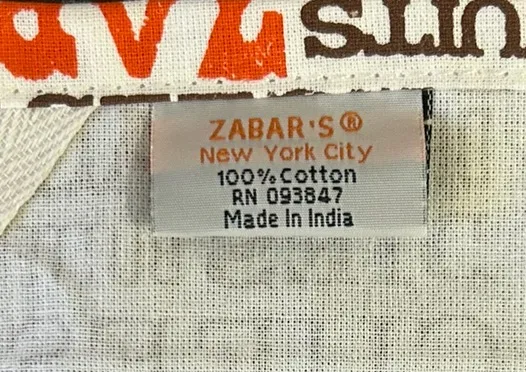 ZABAR'S®
New York City
100% Cotton
RN 093847
Made In India